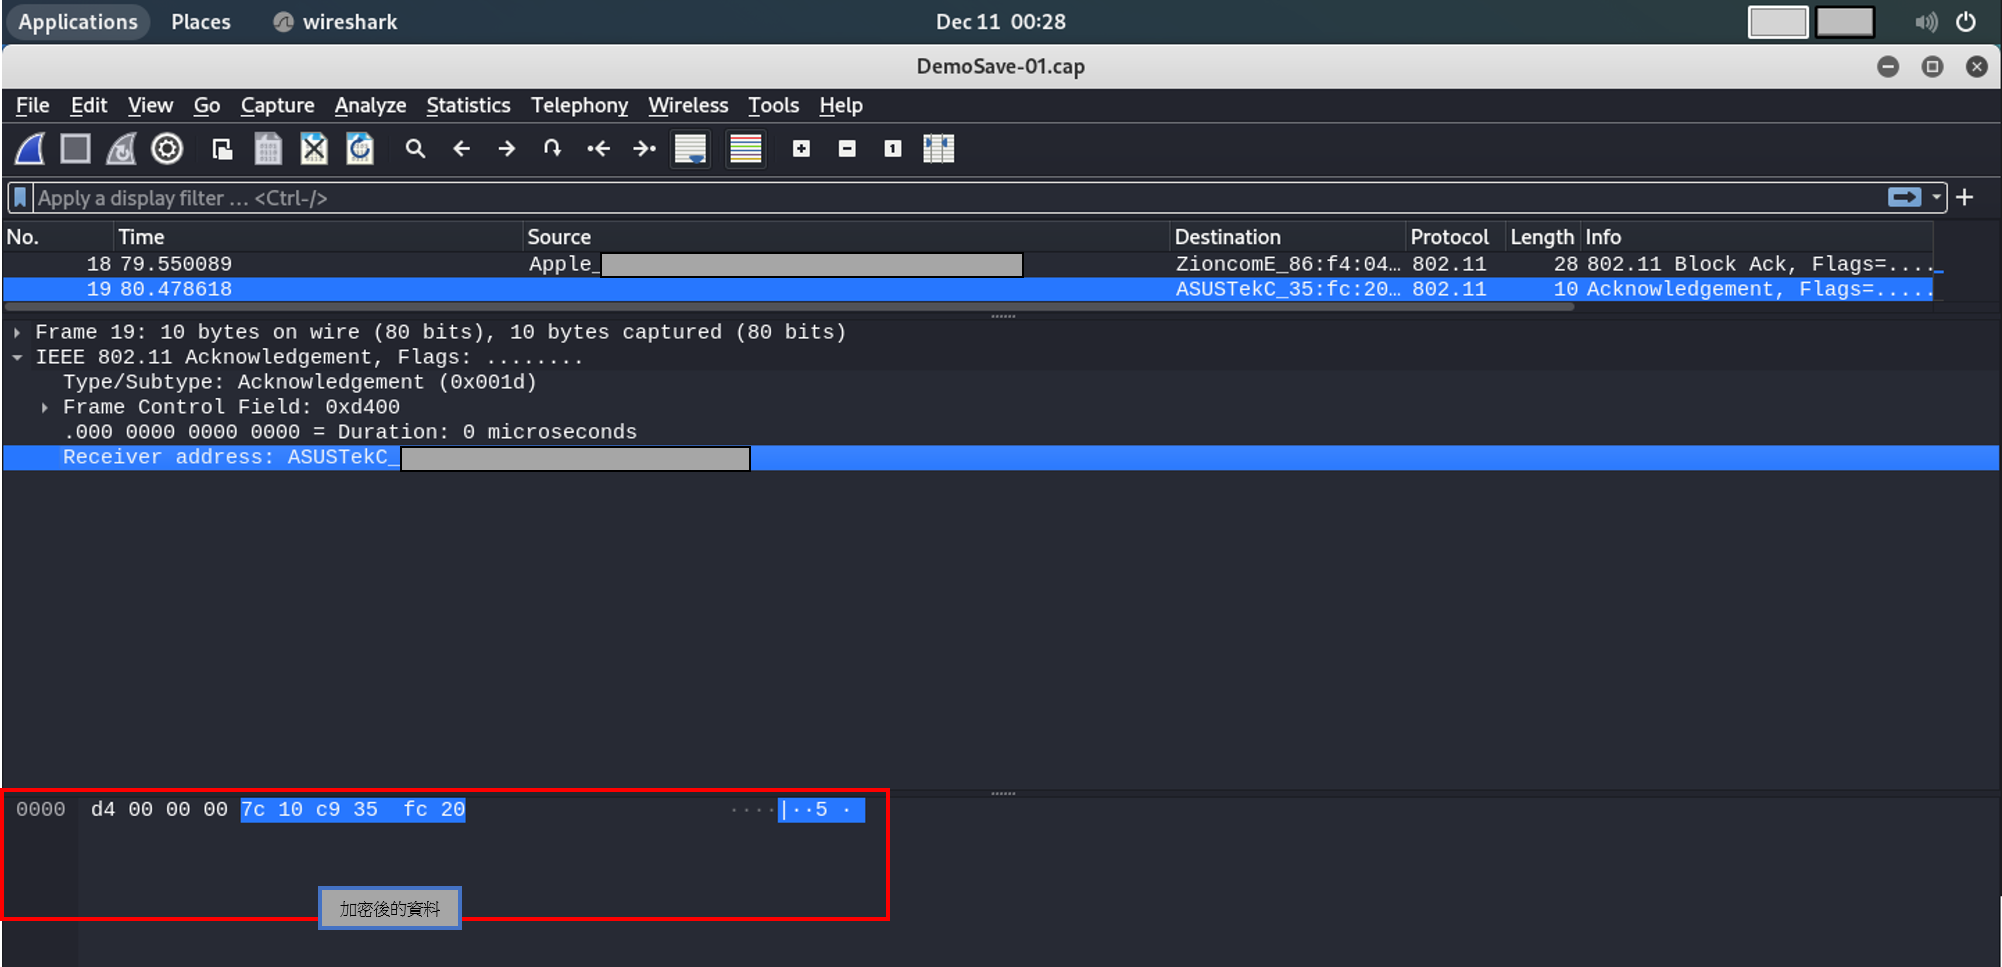 Applications Places wireshark Dec 11 00:28
DemoSave-01.cap
File Edit View Go Capture Analyze Statistics Telephony Wireless Tools Help
Apply a display filter … <Ctrl-/>
No. Time Source Destination Protocol Length Info
18 79.550089 Apple_ ZioncomE_86:f4:04… 802.11 28 802.11 Block Ack, Flags=....
19 80.478618 ASUSTekC_35:fc:20… 802.11 10 Acknowledgement, Flags=.....
Frame 19: 10 bytes on wire (80 bits), 10 bytes captured (80 bits)
IEEE 802.11 Acknowledgement, Flags: ........
Type/Subtype: Acknowledgement (0x001d)
Frame Control Field: 0xd400
.000 0000 0000 0000 = Duration: 0 microseconds
Receiver address: ASUSTekC_
0000 d4 00 00 00 7c 10 c9 35 fc 20 ····|··5·
加密後的資料